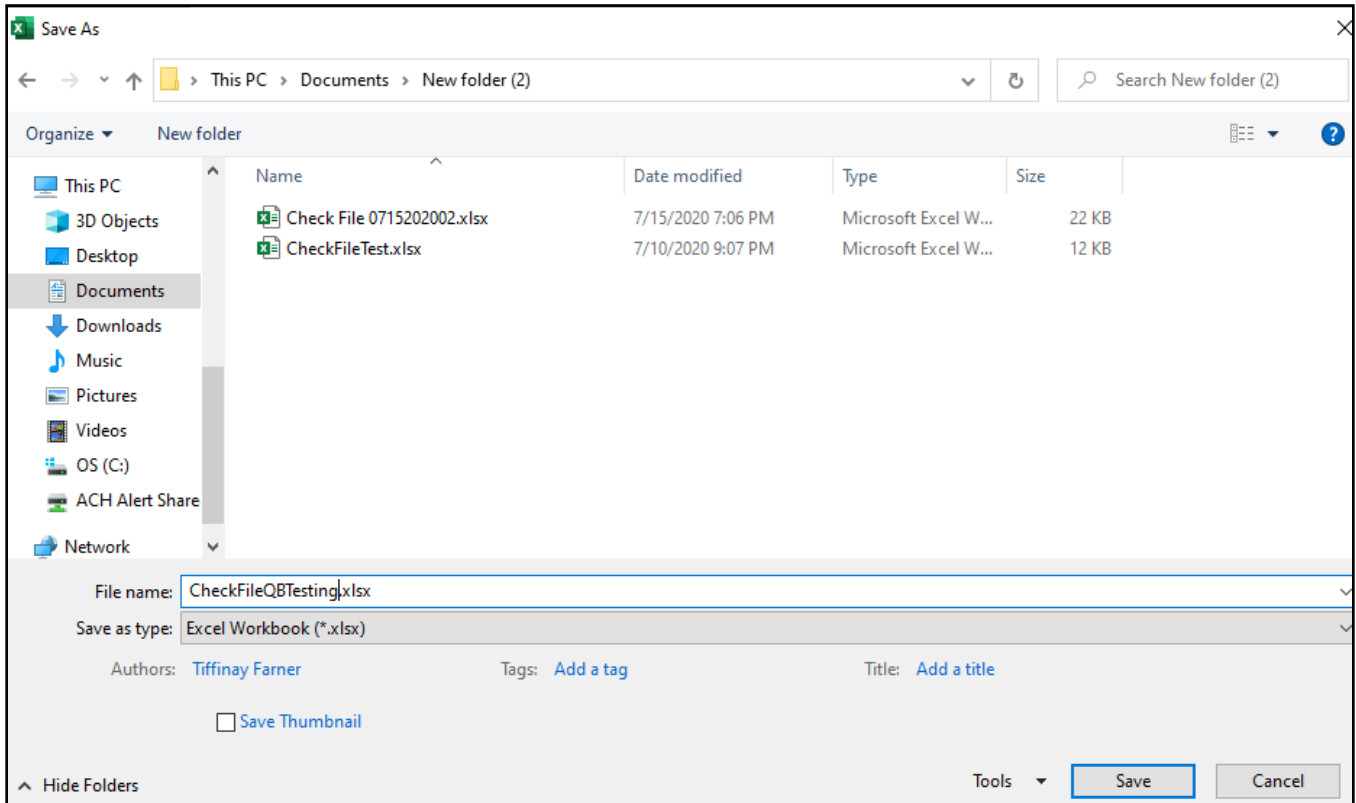 Save As
This PC > Documents > New folder (2)
Search New folder (2)
Organize
New folder
Name
Date modified
Type
Size
This PC
3D Objects
Desktop
Documents
Downloads
Music
Pictures
Videos
OS (C:)
ACH Alert Share
Network
Check File 0715202002.xlsx 7/15/2020 7:06 PM Microsoft Excel W... 22 KB
CheckFileTest.xlsx 7/10/2020 9:07 PM Microsoft Excel W... 12 KB
File name: CheckFileQBTesting.xlsx
Save as type: Excel Workbook (*.xlsx)
Authors: Tiffinay Farner Tags: Add a tag Title: Add a title
Save Thumbnail
Hide Folders
Tools
Save
Cancel